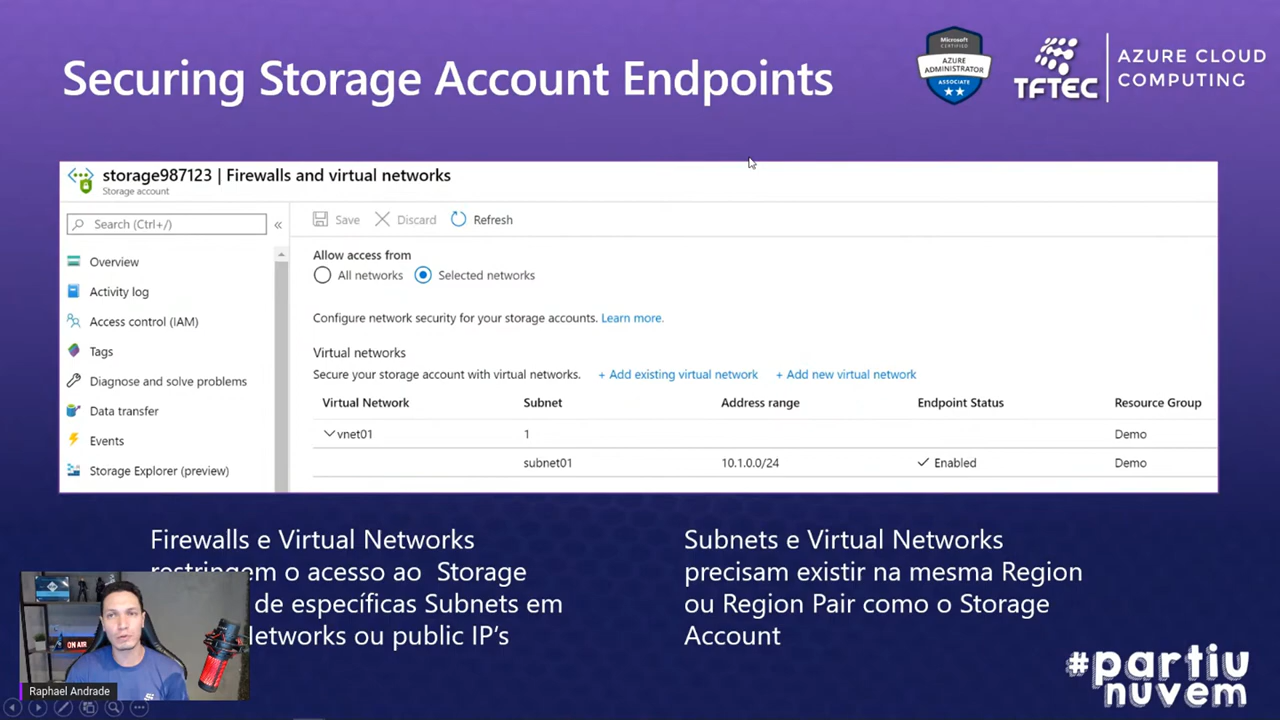 Securing Storage Account Endpoints
Microsoft
CERTIFIED
AZURE
ADMINISTRATOR
ASSOCIATE
TFTEC
AZURE CLOUD
COMPUTING
storage987123 | Firewalls and virtual networks
Storage account
Search (Ctrl+/)
«
Save
Discard
Refresh
Overview
Activity log
Access control (IAM)
Tags
Diagnose and solve problems
Data transfer
Events
Storage Explorer (preview)
Allow access from
All networks
Selected networks
Configure network security for your storage accounts. Learn more.
Virtual networks
Secure your storage account with virtual networks. + Add existing virtual network + Add new virtual network
Virtual Network Subnet Address range Endpoint Status Resource Group
vnet01 1 Demo
subnet01 10.1.0.0/24 Enabled Demo
Firewalls e Virtual Networks
restringem o acesso ao Storage
de específicas Subnets em
ou public IP's
Subnets e Virtual Networks
precisam existir na mesma Region
ou Region Pair como o Storage
Account
ON AIR
Raphael Andrade
#partiu
nuvem